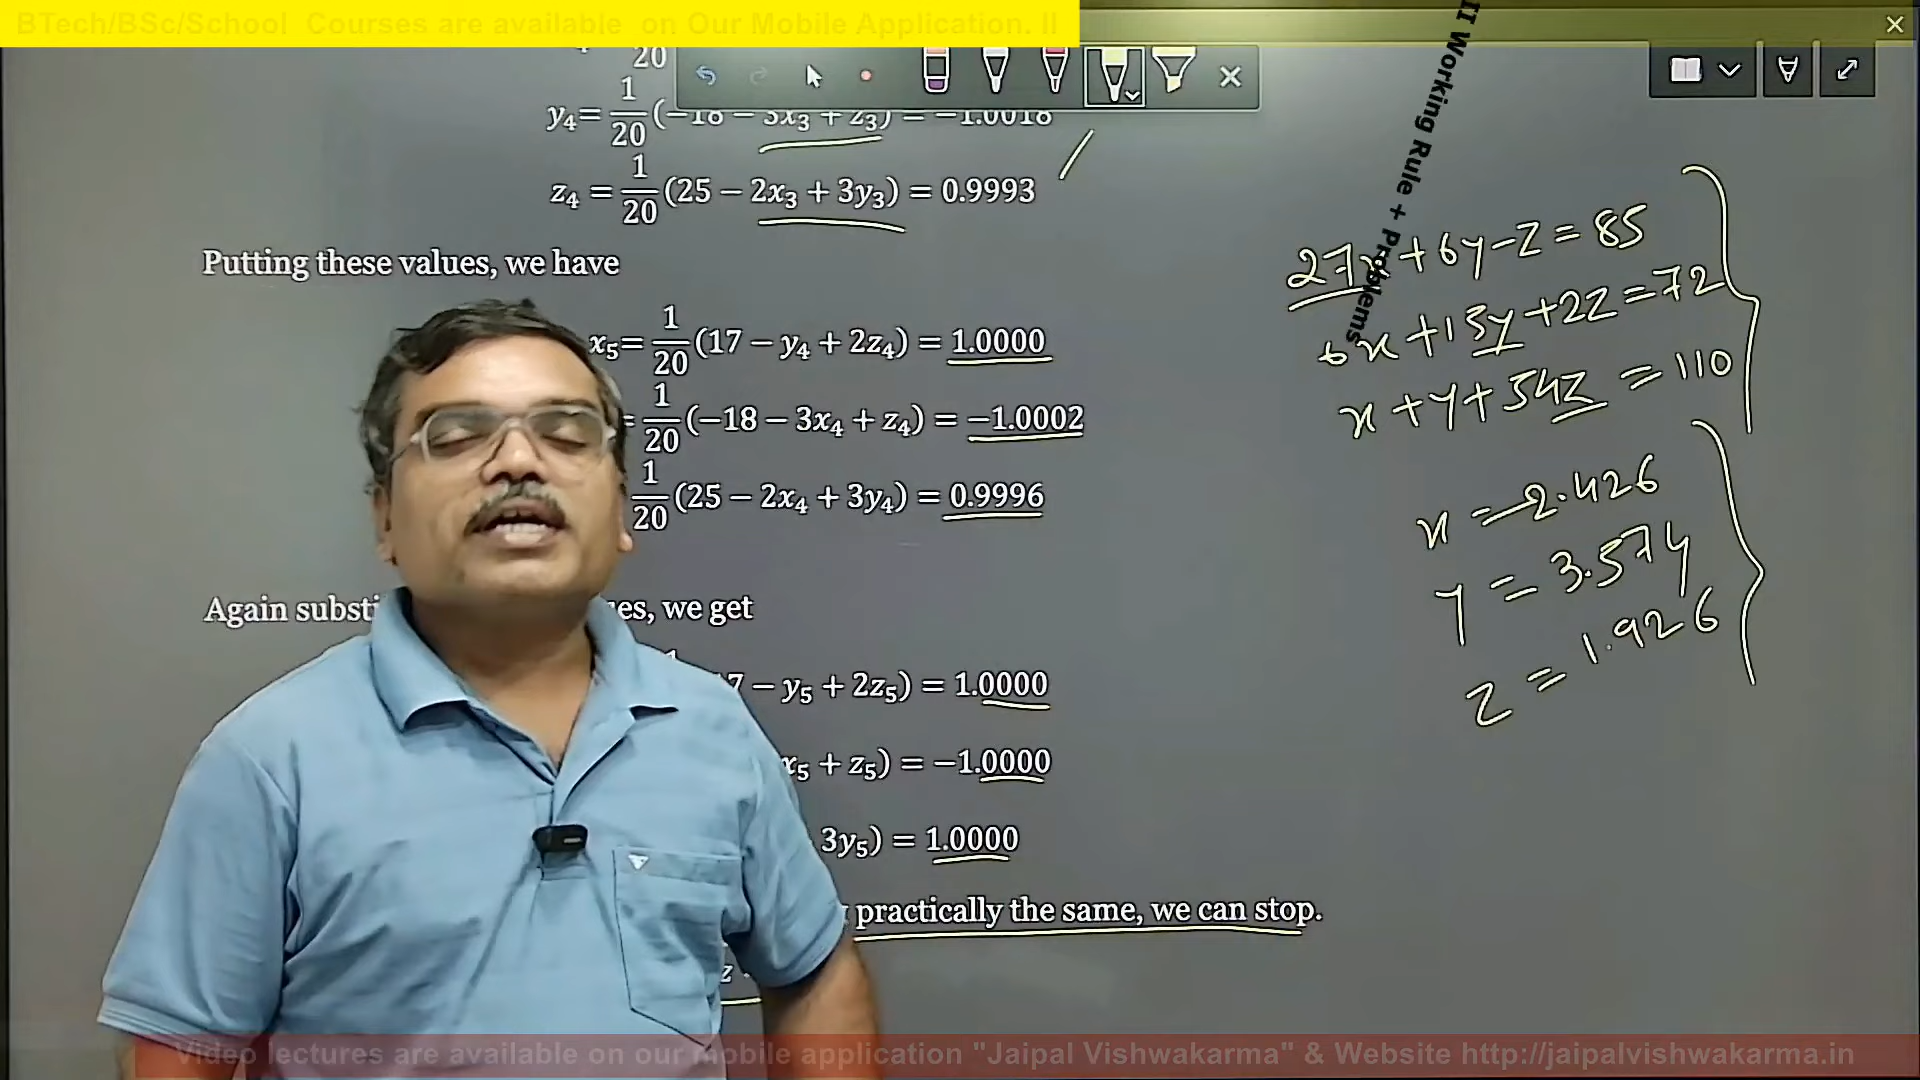 BTech/BSc/School Courses are available on Our Mobile Application. II
II Working Rule + Problems
20
y₄= 1/20 (−18 − 3x₃ + z₃) = −1.0018
z₄ = 1/20 (25 − 2x₃ + 3y₃) = 0.9993
Putting these values, we have
x₅= 1/20 (17 − y₄ + 2z₄) = 1.0000
= 1/20 (−18 − 3x₄ + z₄) = −1.0002
1/20 (25 − 2x₄ + 3y₄) = 0.9996
Again we get
17 − y₅ + 2z₅) = 1.0000
x₅ + z₅) = −1.0000
3y₅) = 1.0000
practically the same, we can stop.
z
27x+6y-z=85
6x+15y+2z=72
x+y+54z=110
x=2.426
y=3.574
z=1.926
Video lectures are available on our mobile application "Jaipal Vishwakarma" & Website http://jaipalvishwakarma.in